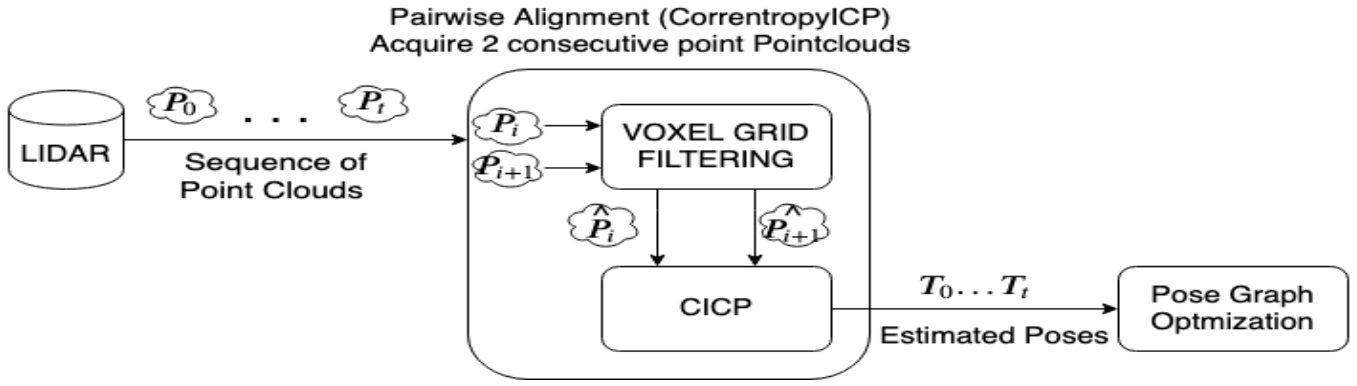 Pairwise Alignment (CorrentropyICP)
Acquire 2 consecutive point Pointclouds
P₀ . . . Pₜ
LIDAR
Sequence of
Point Clouds
Pᵢ
Pᵢ₊₁
VOXEL GRID
FILTERING
P̂ᵢ
P̂ᵢ₊₁
CICP
T₀...Tₜ
Estimated Poses
Pose Graph
Optmization